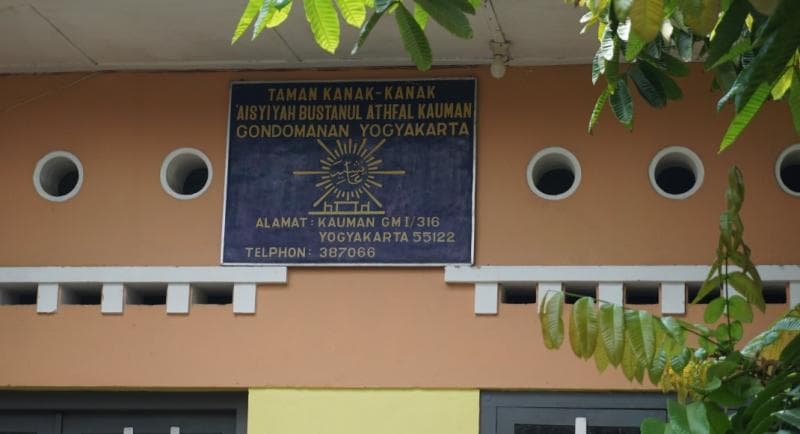 TAMAN KANAK-KANAK
'AISYIYAH BUSTANUL ATHFAL KAUMAN
GONDOMANAN YOGYAKARTA
ALAMAT: KAUMAN GM I/316
YOGYAKARTA 55122
TELPHON: 387066